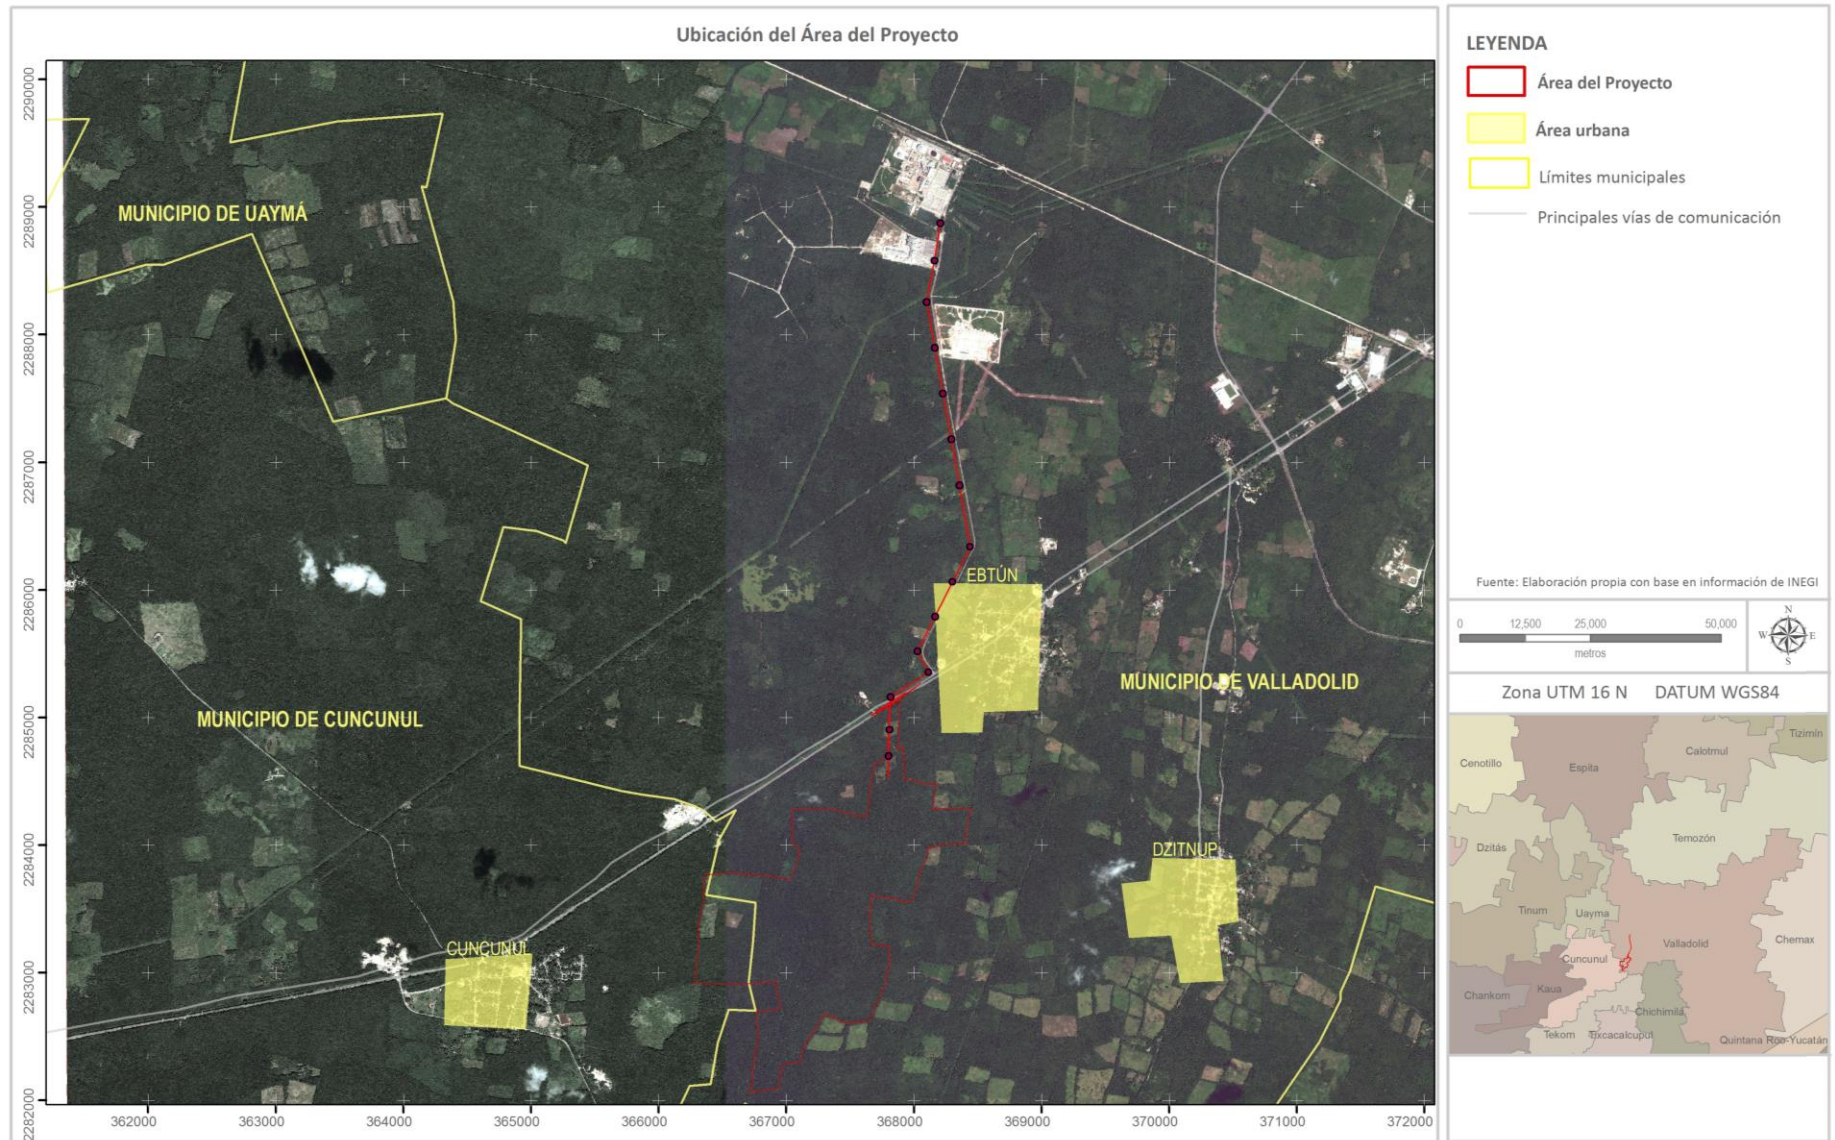 Ubicación del Área del Proyecto
2290000
2289000
2288000
2287000
2286000
2285000
2284000
2283000
2282000
362000
363000
364000
365000
366000
367000
368000
369000
370000
371000
372000
MUNICIPIO DE UAYMÁ
MUNICIPIO DE CUNCUNUL
EBTÚN
MUNICIPIO DE VALLADOLID
DZITNUP
CUNCUNUL
LEYENDA
Área del Proyecto
Área urbana
Límites municipales
Principales vías de comunicación
Fuente: Elaboración propia con base en información de INEGI
0 12,500 25,000 50,000
metros
N
W E
S
Zona UTM 16 N DATUM WGS84
Tizimín
Calotmul
Cenotillo
Espita
Temozón
Dzitás
Tinum
Uayma
Valladolid
Chemax
Cuncunul
Kaua
Chankom
Chichimilá
Tekom
Tixcacalcupul
Quintana Roo-Yucatán